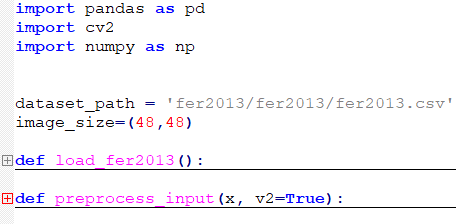 import pandas as pd
import cv2
import numpy as np
dataset_path = 'fer2013/fer2013/fer2013.csv'
image_size=(48,48)
def load_fer2013():
def preprocess_input(x, v2=True):